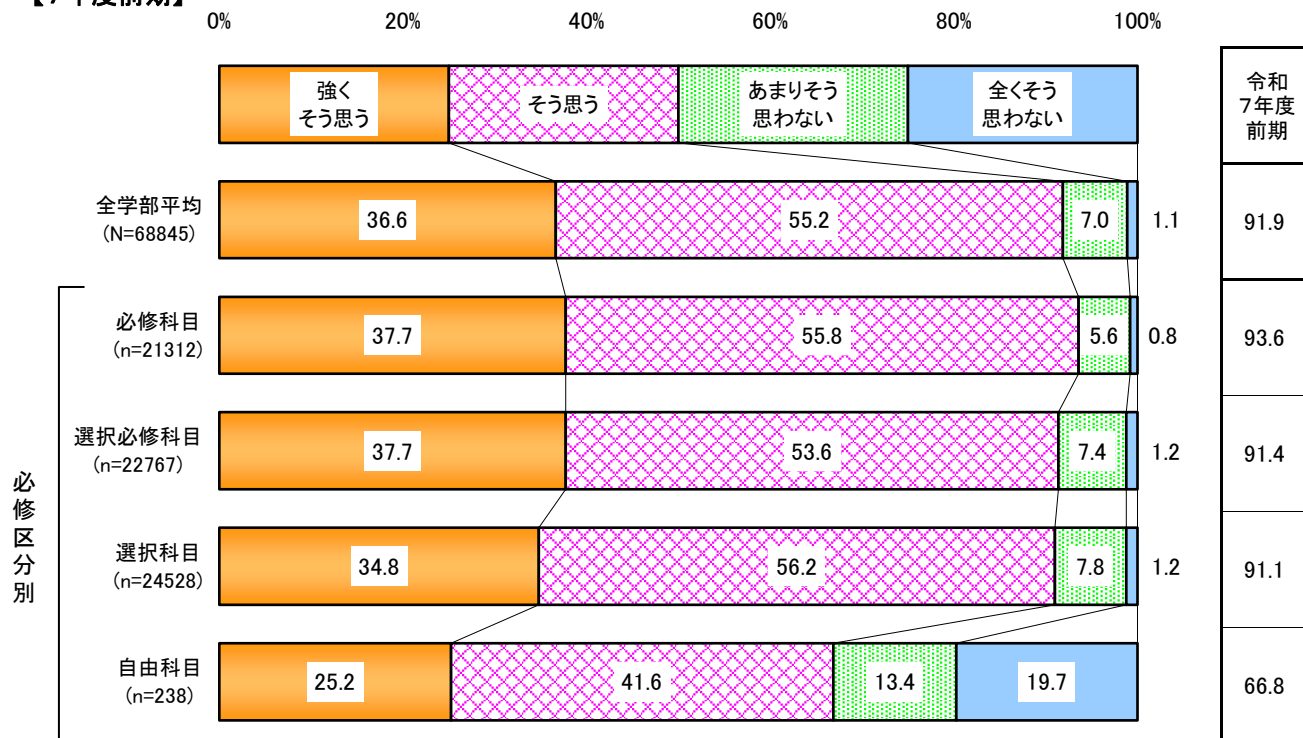 0% 20% 40% 60% 80% 100%
強く
そう思う
そう思う
あまりそう
思わない
全くそう
思わない
令和
7年度
前期
全学部平均
(N=68845)
36.6 55.2 7.0 1.1 91.9
必修区分別
必修科目
(n=21312)
37.7 55.8 5.6 0.8 93.6
選択必修科目
(n=22767)
37.7 53.6 7.4 1.2 91.4
選択科目
(n=24528)
34.8 56.2 7.8 1.2 91.1
自由科目
(n=238)
25.2 41.6 13.4 19.7 66.8